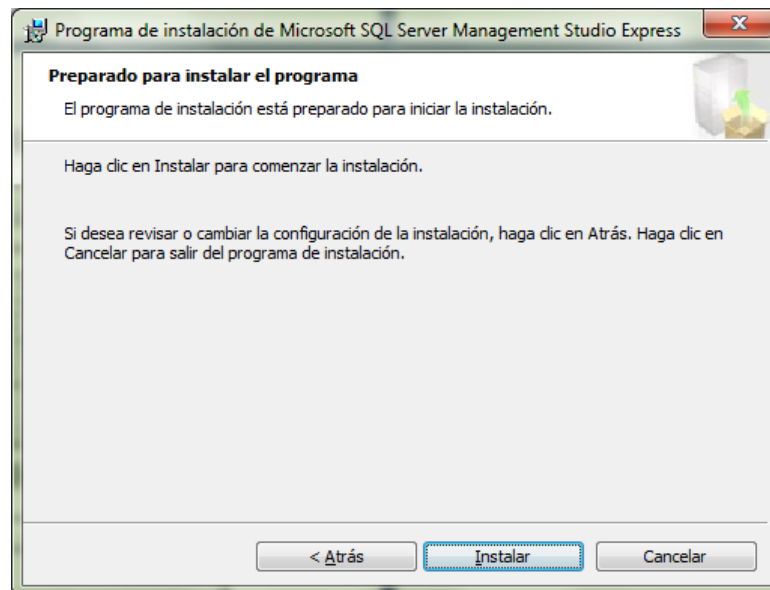 Programa de instalación de Microsoft SQL Server Management Studio Express
Preparado para instalar el programa
El programa de instalación está preparado para iniciar la instalación.
Haga clic en Instalar para comenzar la instalación.
Si desea revisar o cambiar la configuración de la instalación, haga clic en Atrás. Haga clic en
Cancelar para salir del programa de instalación.
< Atrás
Instalar
Cancelar